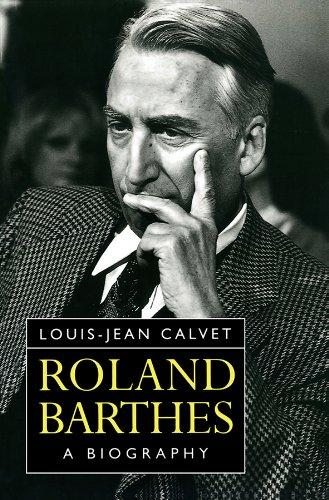 LOUIS-JEAN CALVET
ROLAND
BARTHES
A BIOGRAPHY